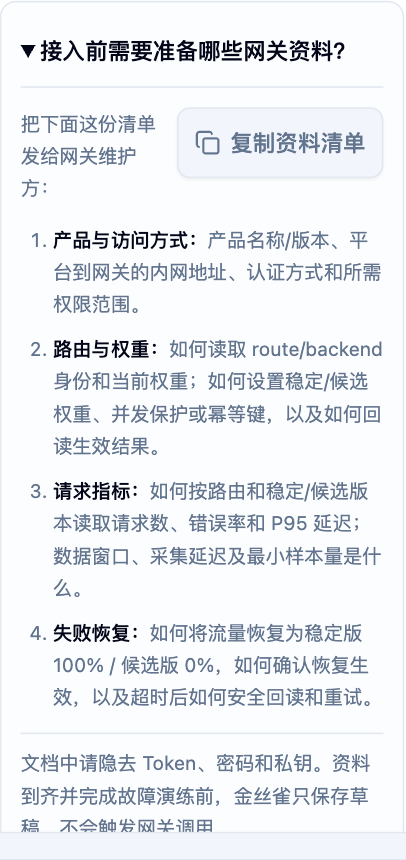 ▼接入前需要准备哪些网关资料？
把下面这份清单
发给网关维护
方：
复制资料清单
1. 产品与访问方式：产品名称/版本、平
台到网关的内网地址、认证方式和所需
权限范围。
2. 路由与权重：如何读取 route/backend
身份和当前权重；如何设置稳定/候选
权重、并发保护或幂等键，以及如何回
读生效结果。
3. 请求指标：如何按路由和稳定/候选版
本读取请求数、错误率和 P95 延迟；
数据窗口、采集延迟及最小样本量是什
么。
4. 失败恢复：如何将流量恢复为稳定版
100% / 候选版 0%，如何确认恢复生
效，以及超时后如何安全回读和重试。
文档中请隐去 Token、密码和私钥。资料
到齐并完成故障演练前，金丝雀只保存草
稿，不会触发网关调用